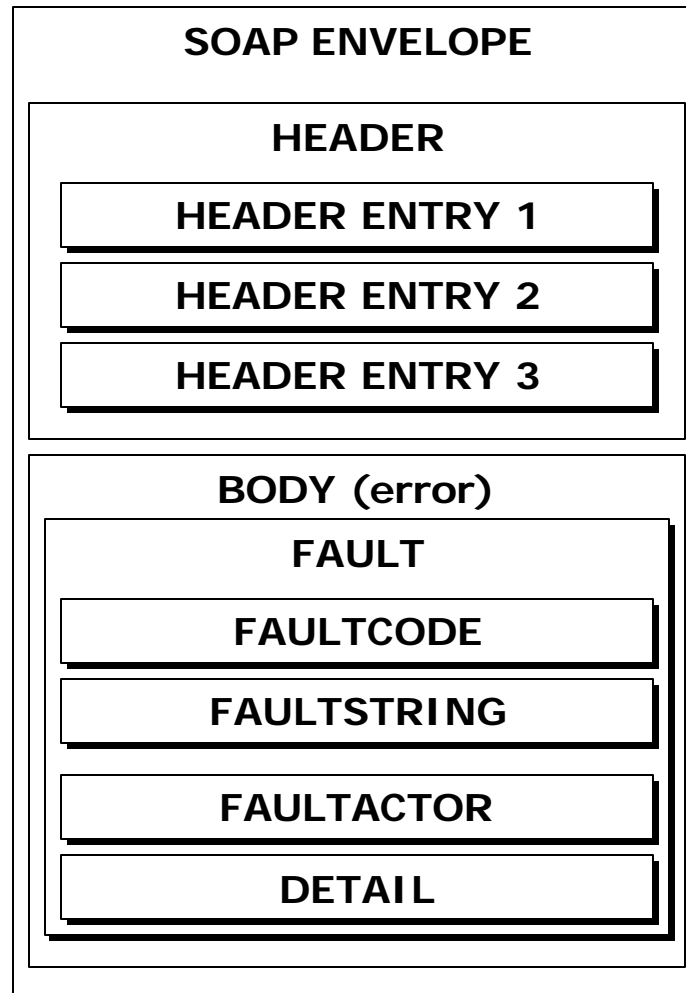 SOAP ENVELOPE
HEADER
HEADER ENTRY 1
HEADER ENTRY 2
HEADER ENTRY 3
BODY (error)
FAULT
FAULTCODE
FAULTSTRING
FAULTACTOR
DETAIL